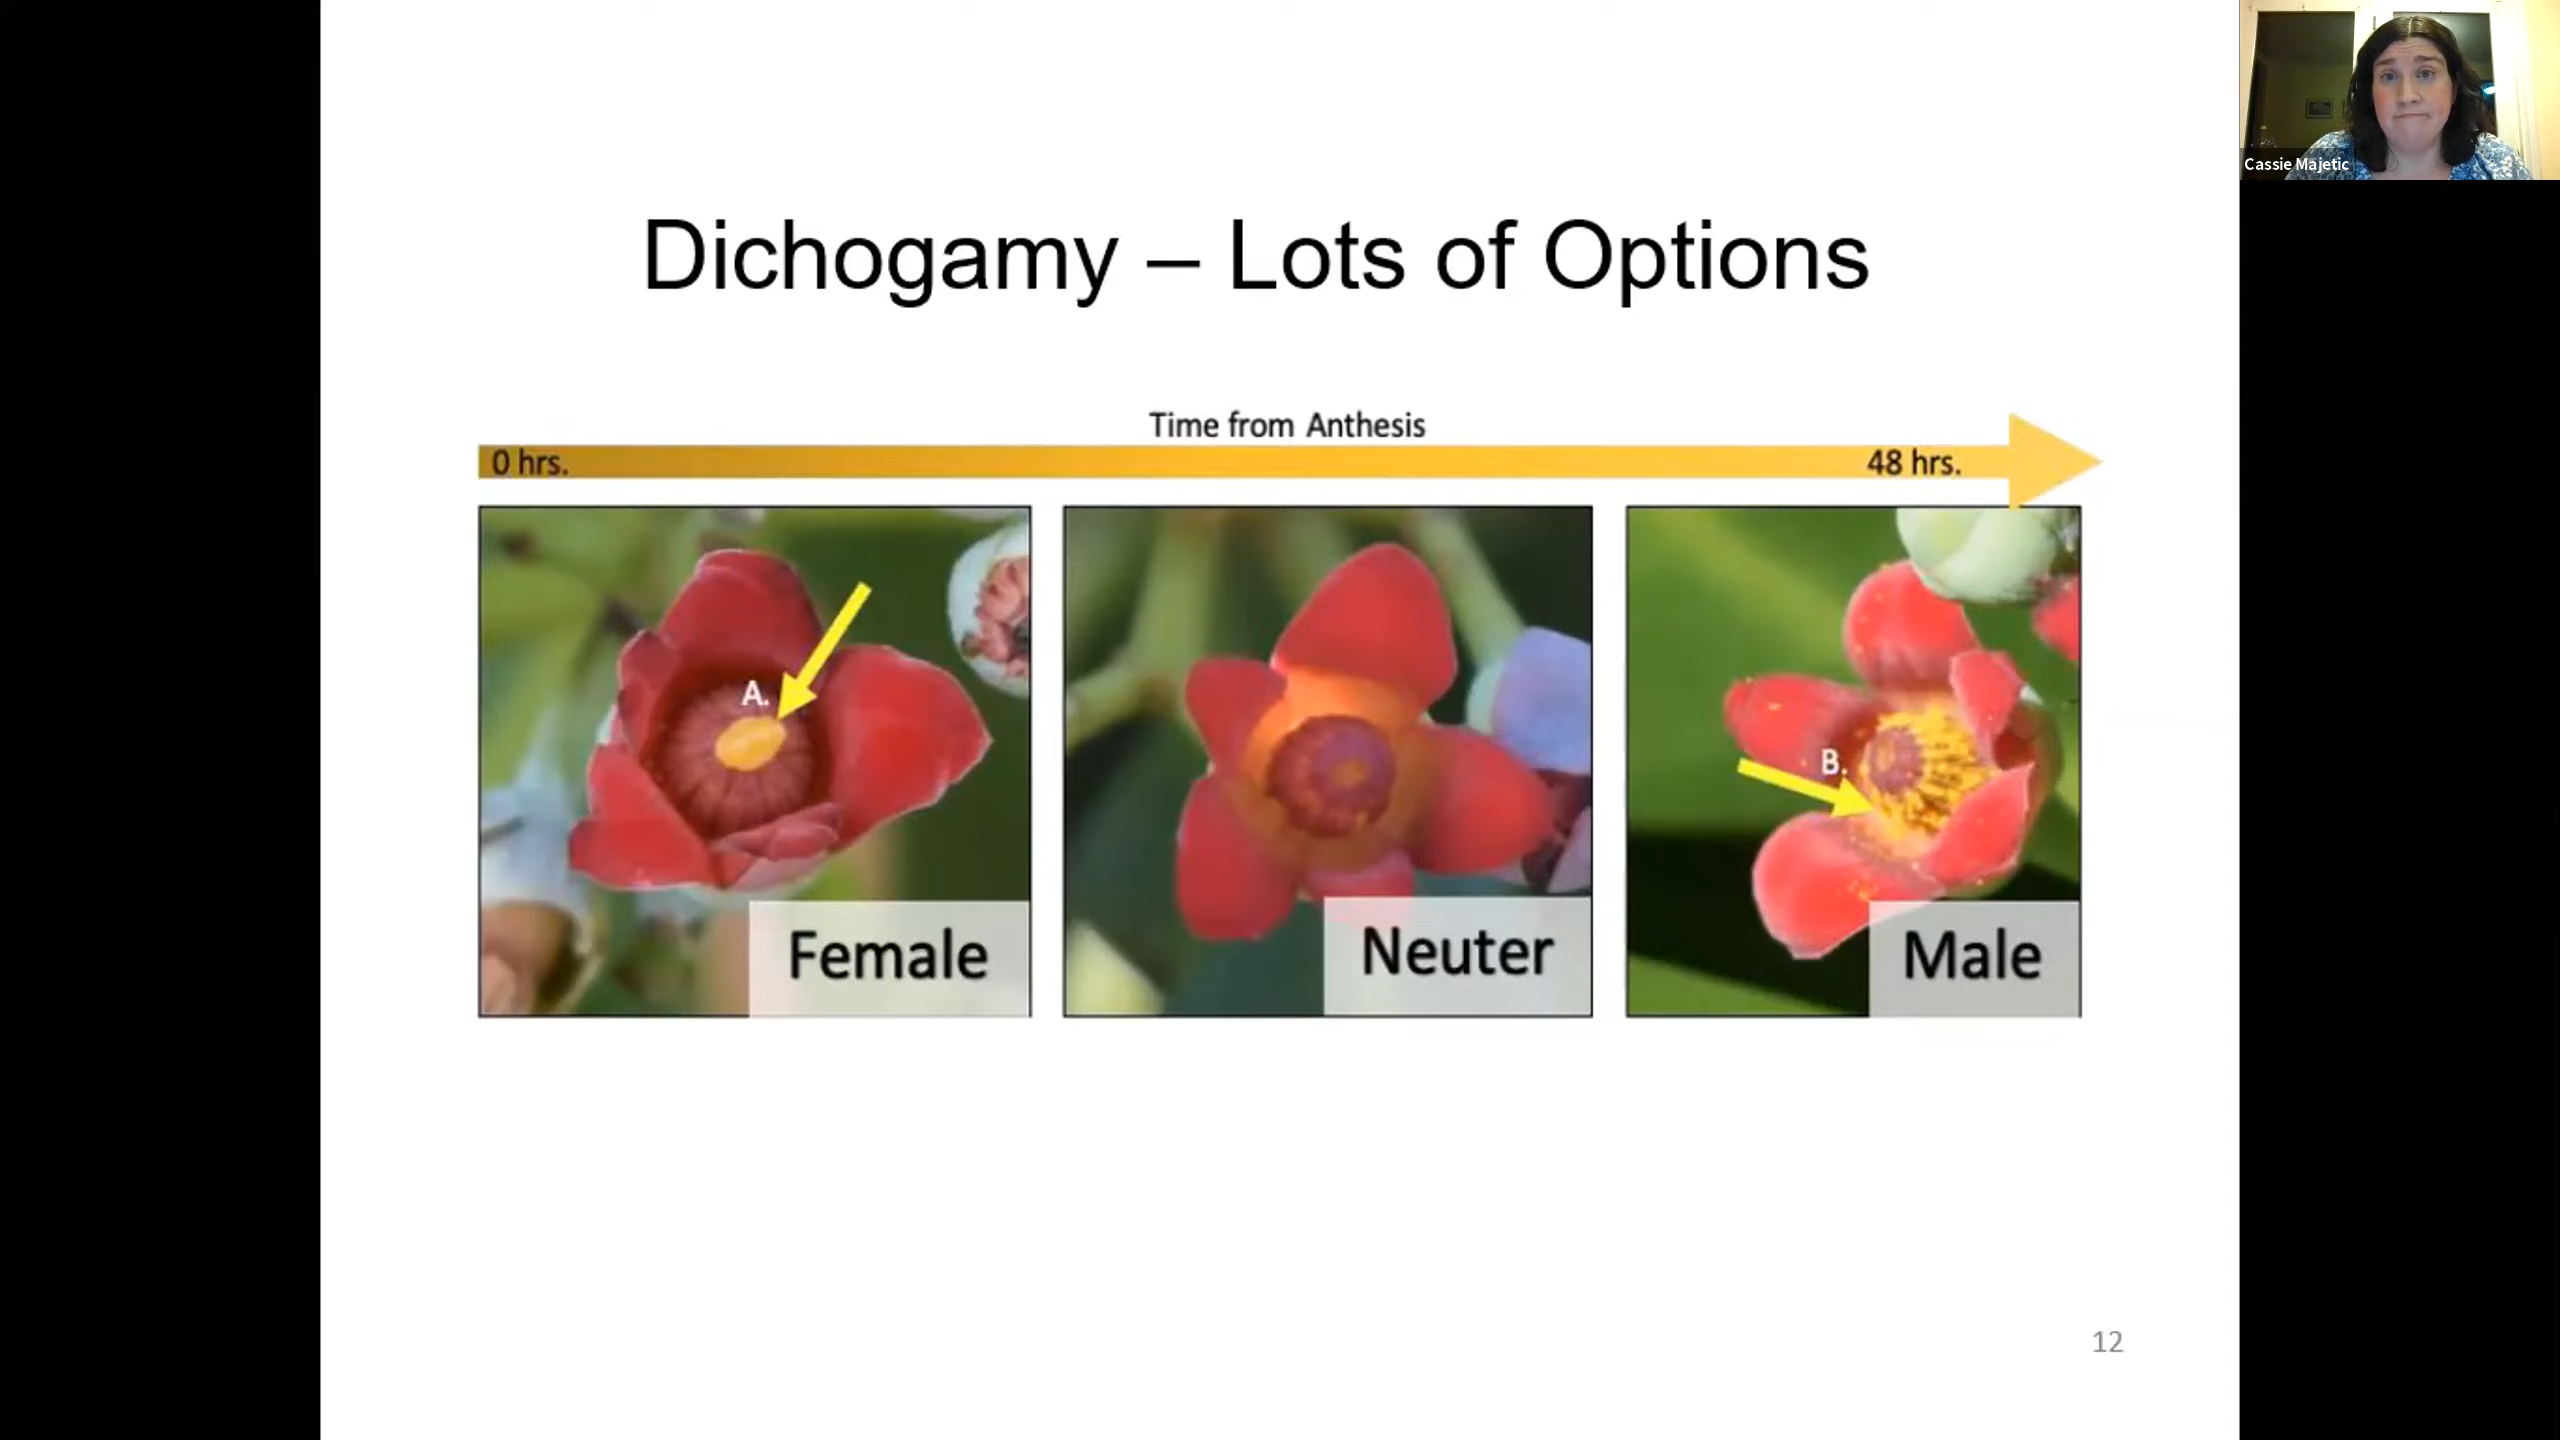 Cassie Majetic
Dichogamy – Lots of Options
Time from Anthesis
0 hrs.
48 hrs.
A.
B.
Female
Neuter
Male
12